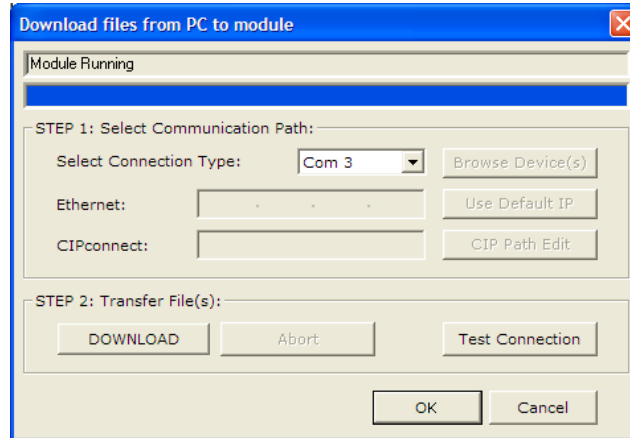 Download files from PC to module
Module Running
STEP 1: Select Communication Path:
Select Connection Type: Com 3 Browse Device(s)
Ethernet: . . . Use Default IP
CIPconnect: CIP Path Edit
STEP 2: Transfer File(s):
DOWNLOAD Abort Test Connection
OK Cancel